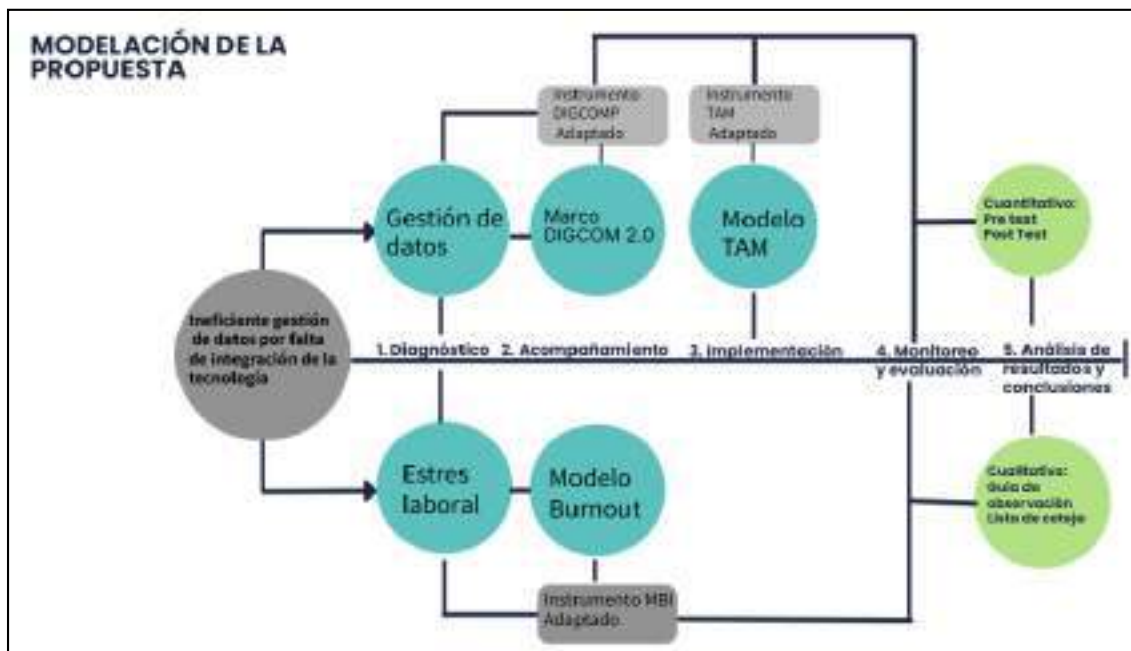 MODELACIÓN DE LA
PROPUESTA
Instrumento
DIGCOMP
Adaptado
Instrumento
TAM
Adaptado
Gestión de
datos
Marco
DIGCOM 2.0
Modelo
TAM
Cuantitativo:
Pre test
Post Test
Ineficiente gestión
de datos por falta
de integración de la
tecnología
1. Diagnóstico
2. Acompañamiento
3. Implementación
4. Monitoreo
y evaluación
5. Análisis de
resultados y
conclusiones
Estres
laboral
Modelo
Burnout
Cualitativo:
Guía de
observación
Lista de cotejo
Instrumento MBI
Adaptado